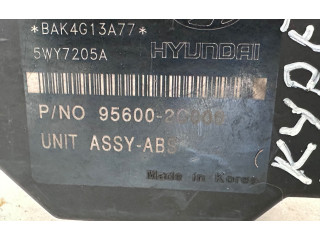 *BAK4G13A77*
5WY7205A
HYUNDAI
P/NO 95600-
UNIT ASSY-ABS
Made in Korea